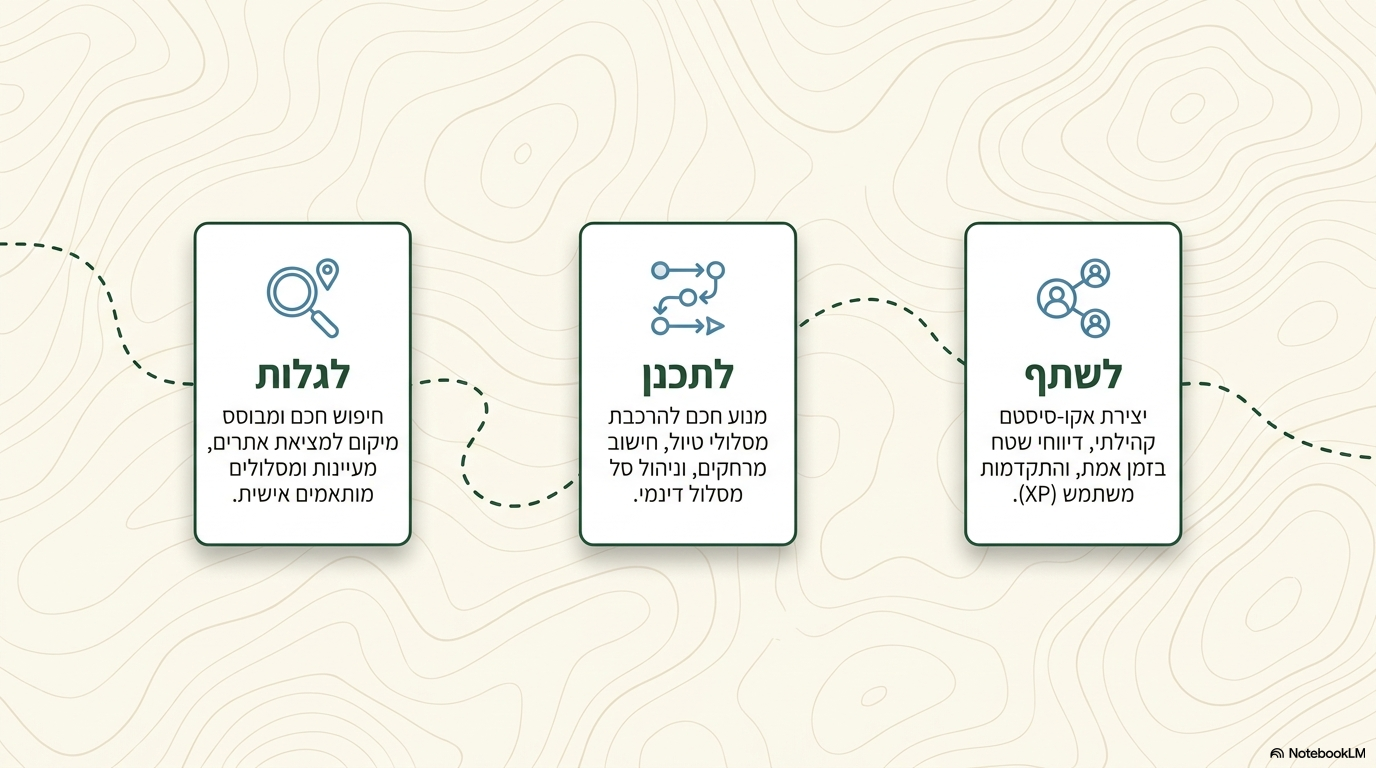 לגלות
חיפוש חכם ומבוסס
מיקום למציאת אתרים,
מעיינות ומסלולים
מותאמים אישית.
לתכנן
מנוע חכם להרכבת
מסלולי טיול, חישוב
מרחקים, וניהול סל
מסלול דינמי.
לשתף
יצירת אקו-סיסטם
קהילתי, דיווחי שטח
בזמן אמת, והתקדמות
משתמש (XP).
NotebookLM